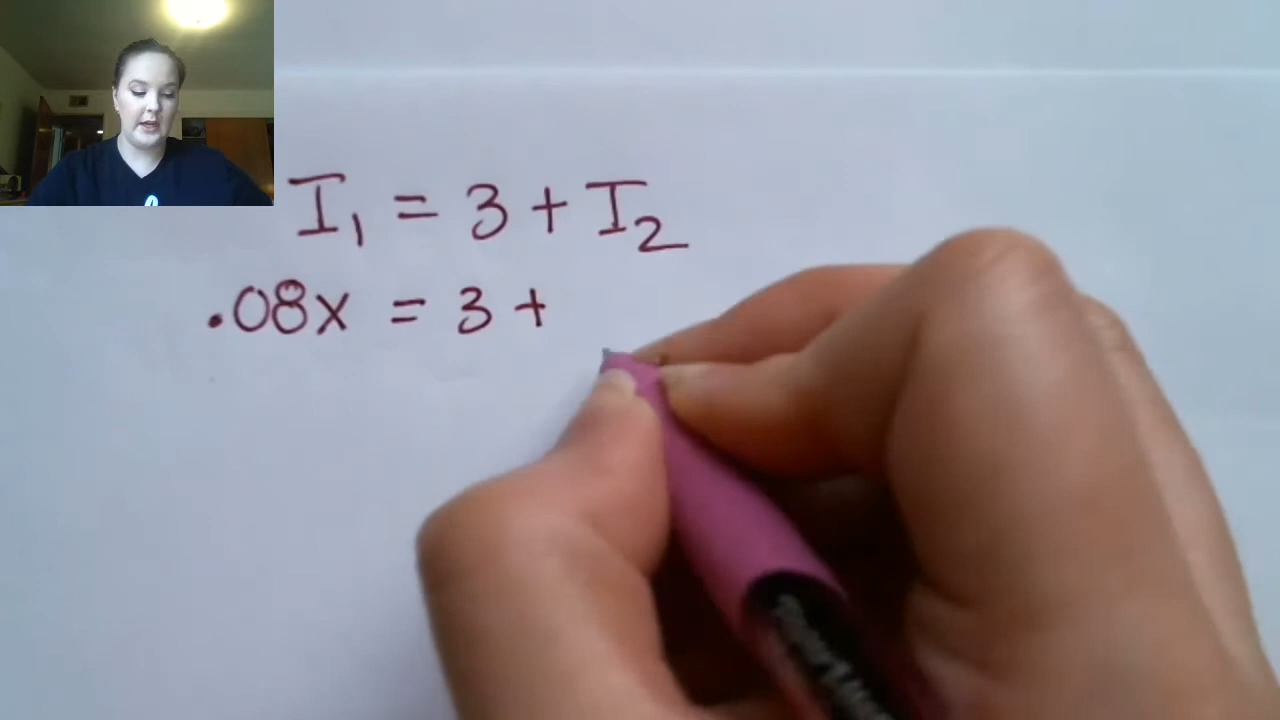 I₁ = 3 + I₂
.08x = 3 +